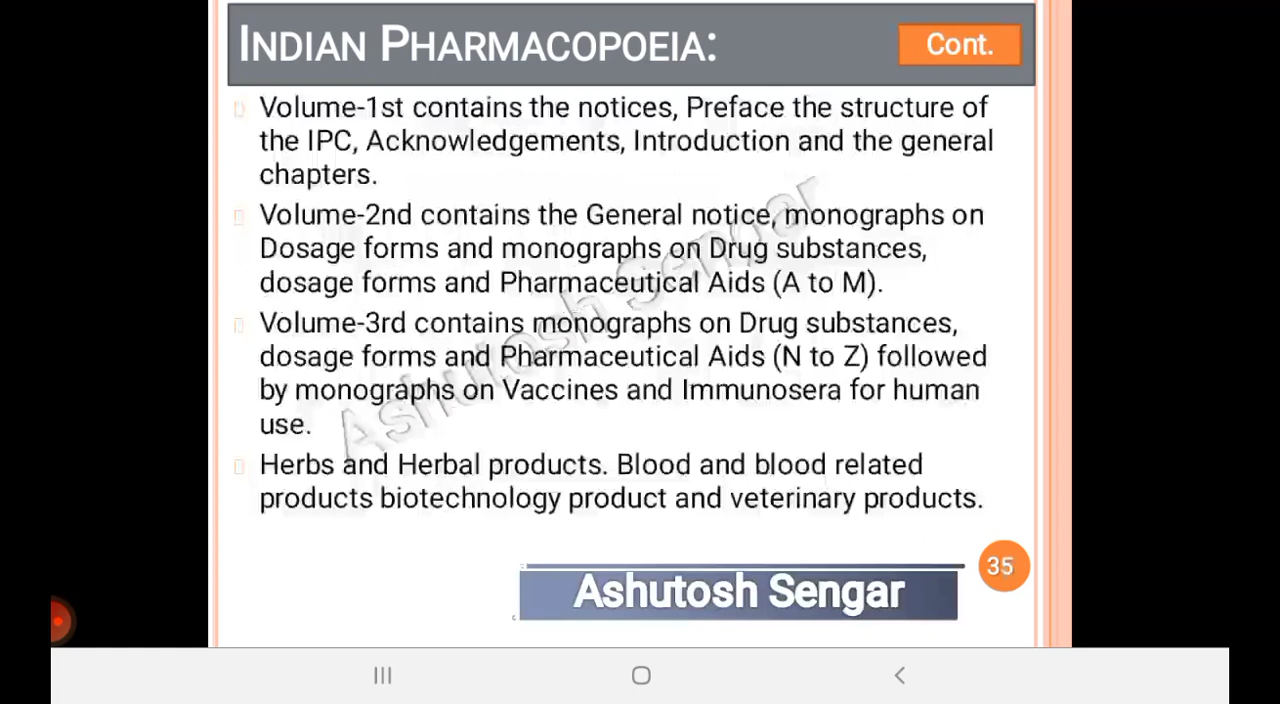 INDIAN PHARMACOPOEIA:
Cont.
Volume-1st contains the notices, Preface the structure of
the IPC, Acknowledgements, Introduction and the general
chapters.
Volume-2nd contains the General notice, monographs on
Dosage forms and monographs on Drug substances,
dosage forms and Pharmaceutical Aids (A to M).
Volume-3rd contains monographs on Drug substances,
dosage forms and Pharmaceutical Aids (N to Z) followed
by monographs on Vaccines and Immunosera for human
use.
Herbs and Herbal products. Blood and blood related
products biotechnology product and veterinary products.
Ashutosh Sengar
35
Ashutosh Sengar